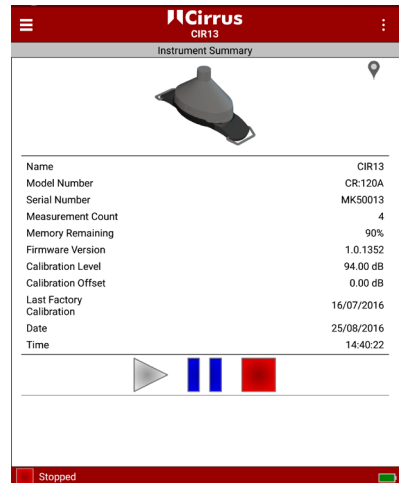 Cirrus
CIR13
Instrument Summary
Name CIR13
Model Number CR:120A
Serial Number MK50013
Measurement Count 4
Memory Remaining 90%
Firmware Version 1.0.1352
Calibration Level 94.00 dB
Calibration Offset 0.00 dB
Last Factory
Calibration 16/07/2016
Date 25/08/2016
Time 14:40:22
Stopped